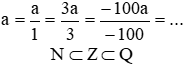 a = a/1 = 3a/3 = −100a/−100 = ...
N ⊂ Z ⊂ Q